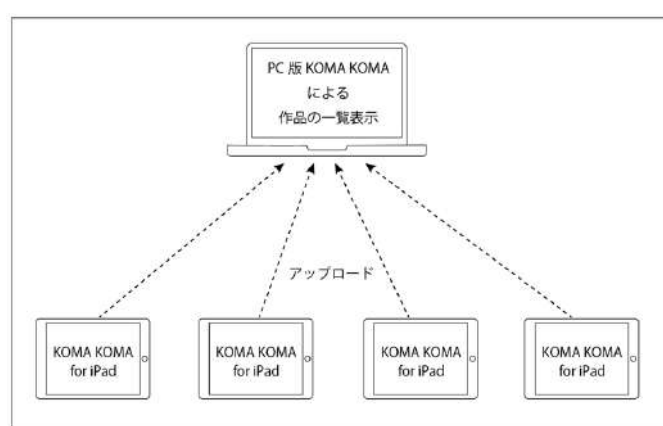 PC 版 KOMA KOMA
による
作品の一覧表示
アップロード
KOMA KOMA
for iPad
KOMA KOMA
for iPad
KOMA KOMA
for iPad
KOMA KOMA
for iPad